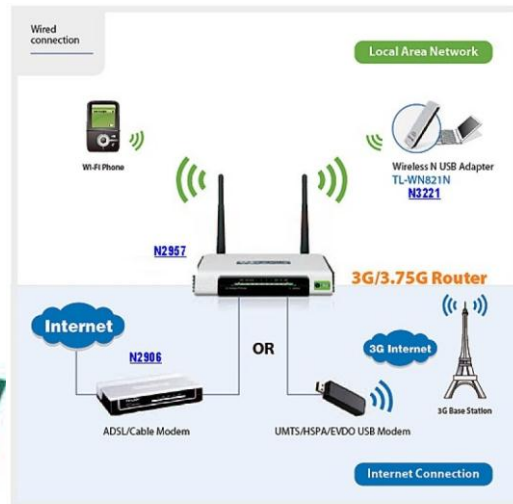 Wired
connection
Local Area Network
Wi-Fi Phone
Wireless N USB Adapter
TL-WN821N
N3221
N2957
3G/3.75G Router
Internet
N2906
OR
3G Internet
3G Base Station
ADSL/Cable Modem
UMTS/HSPA/EVDO USB Modem
Internet Connection